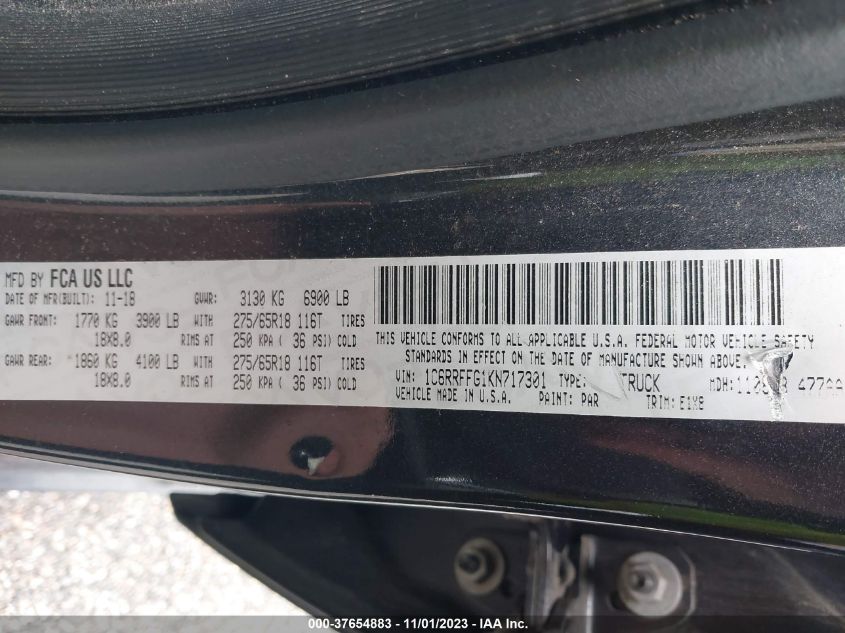 MFD BY FCA US LLC
DATE OF MFR(BUILT): 11-18 GVWR: 3130 KG 6900 LB
GAWR FRONT: 1770 KG 3900 LB WITH 275/65R18 116T TIRES
18X8.0 RIMS AT 250 KPA ( 36 PSI) COLD
GAWR REAR: 1860 KG 4100 LB WITH 275/65R18 116T TIRES
18X8.0 RIMS AT 250 KPA ( 36 PSI) COLD
THIS VEHICLE CONFORMS TO ALL APPLICABLE U.S.A. FEDERAL MOTOR VEHICLE SAFETY
STANDARDS IN EFFECT ON THE DATE OF MANUFACTURE SHOWN ABOVE.
VIN: 1C6RRFFG1KN717301 TYPE: TRUCK MDH: 477AA
VEHICLE MADE IN U.S.A. PAINT: PAR TRIM: E1X8
000-37654883 - 11/01/2023 - IAA Inc.